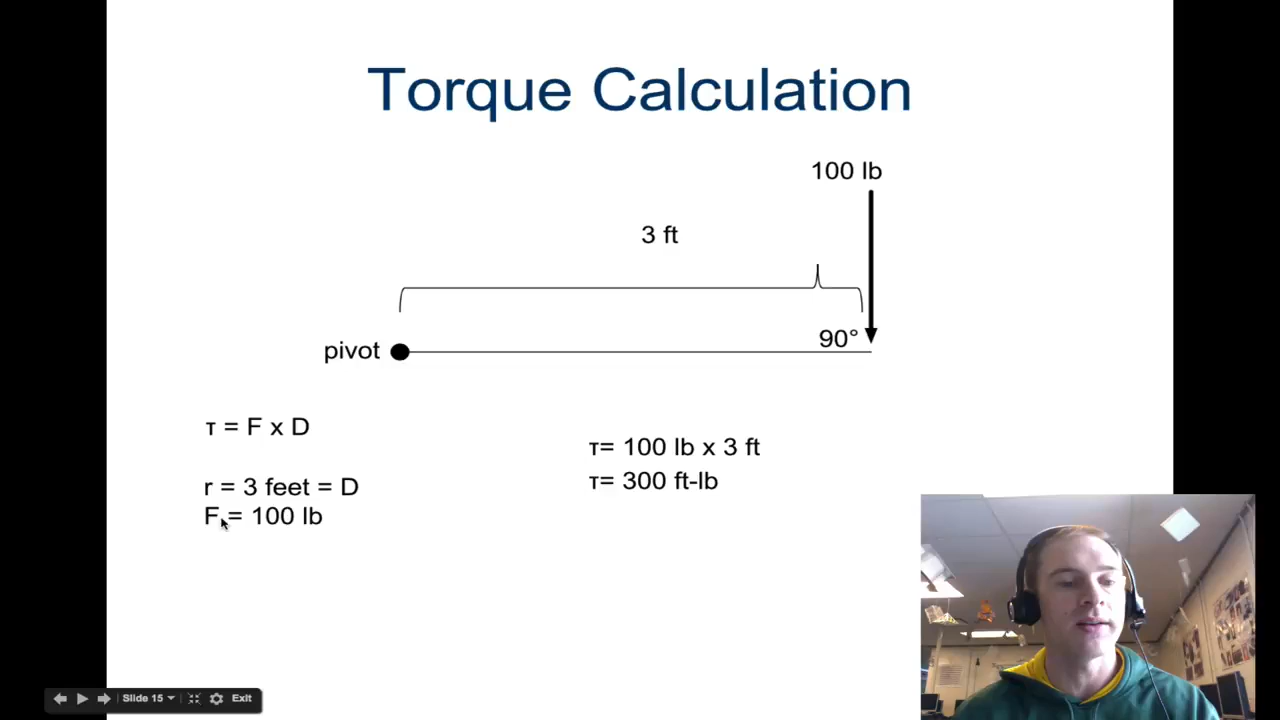 Torque Calculation
100 lb
3 ft
90°
pivot
τ = F x D
r = 3 feet = D
F = 100 lb
τ= 100 lb x 3 ft
τ= 300 ft-lb
Slide 15
Exit